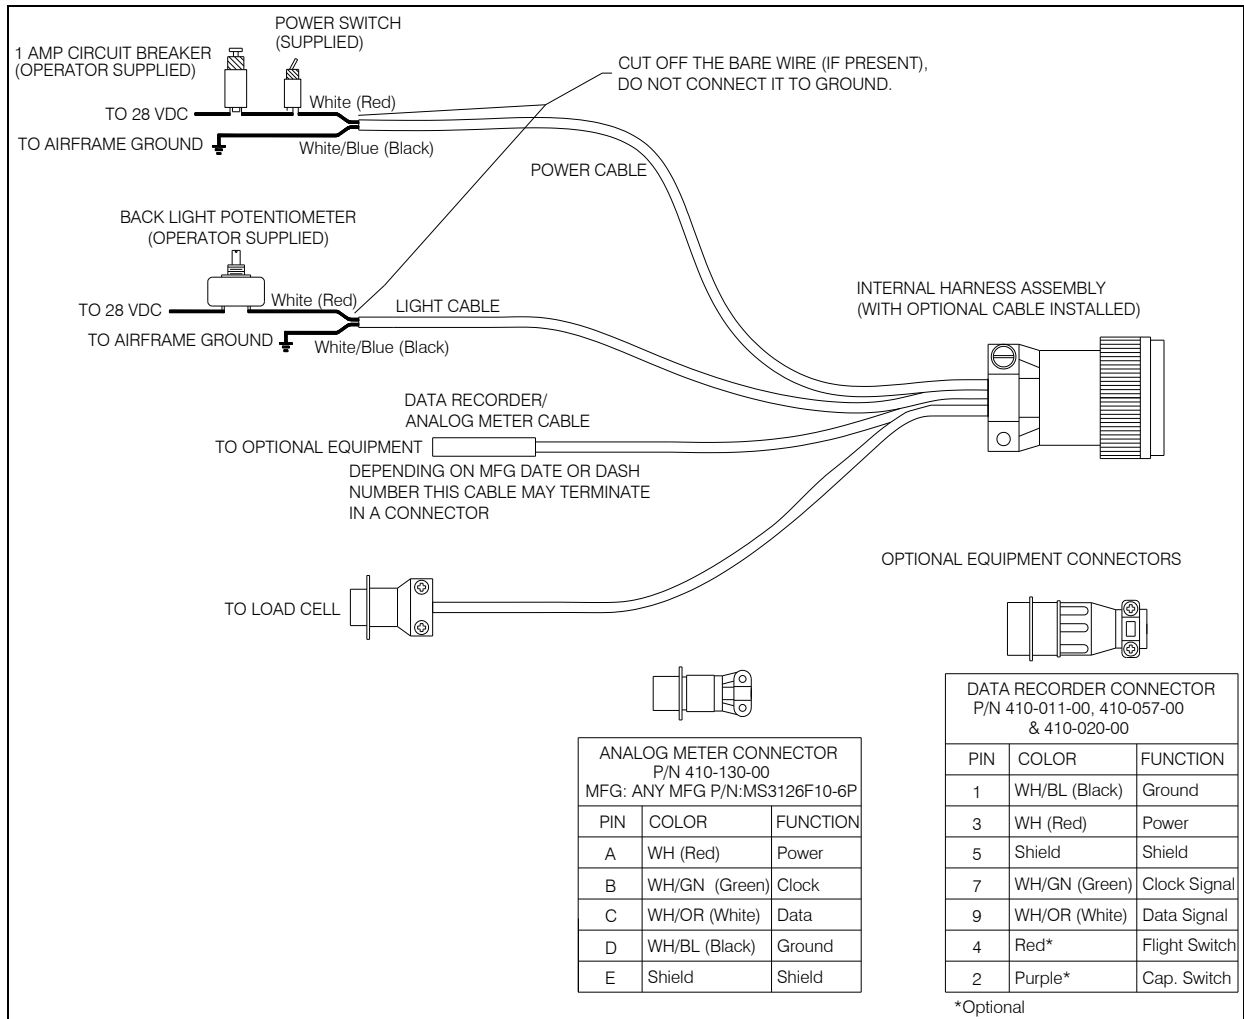 POWER SWITCH
(SUPPLIED)
1 AMP CIRCUIT BREAKER
(OPERATOR SUPPLIED)
CUT OFF THE BARE WIRE (IF PRESENT),
DO NOT CONNECT IT TO GROUND.
White (Red)
TO 28 VDC
TO AIRFRAME GROUND
White/Blue (Black)
POWER CABLE
BACK LIGHT POTENTIOMETER
(OPERATOR SUPPLIED)
INTERNAL HARNESS ASSEMBLY
(WITH OPTIONAL CABLE INSTALLED)
White (Red)
LIGHT CABLE
TO 28 VDC
TO AIRFRAME GROUND
White/Blue (Black)
DATA RECORDER/
ANALOG METER CABLE
TO OPTIONAL EQUIPMENT
DEPENDING ON MFG DATE OR DASH
NUMBER THIS CABLE MAY TERMINATE
IN A CONNECTOR
OPTIONAL EQUIPMENT CONNECTORS
TO LOAD CELL
ANALOG METER CONNECTOR
P/N 410-130-00
MFG: ANY MFG P/N:MS3126F10-6P
PIN COLOR FUNCTION
A WH (Red) Power
B WH/GN (Green) Clock
C WH/OR (White) Data
D WH/BL (Black) Ground
E Shield Shield
DATA RECORDER CONNECTOR
P/N 410-011-00, 410-057-00
& 410-020-00
PIN COLOR FUNCTION
1 WH/BL (Black) Ground
3 WH (Red) Power
5 Shield Shield
7 WH/GN (Green) Clock Signal
9 WH/OR (White) Data Signal
4 Red* Flight Switch
2 Purple* Cap. Switch
*Optional